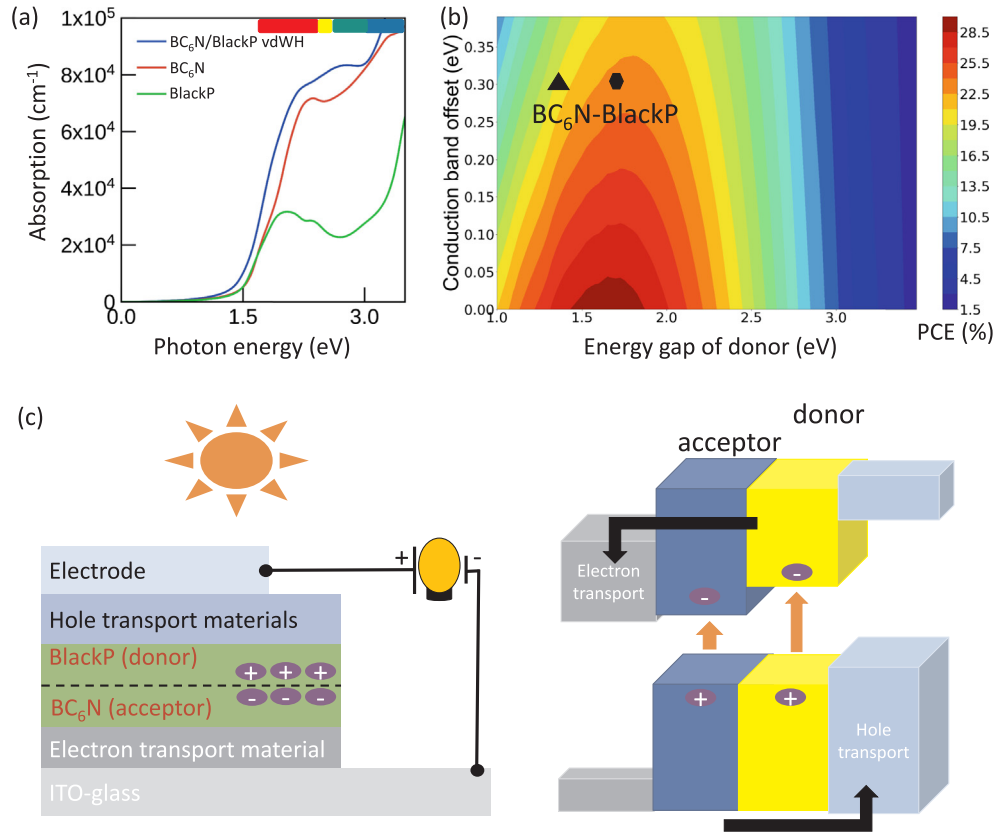 (a)
BC6N/BlackP vdWH
BC6N
BlackP
1x10^5
8x10^4
6x10^4
4x10^4
2x10^4
0
Absorption (cm^-1)
0.0 1.5 3.0
Photon energy (eV)
(b)
Conduction band offset (eV)
0.35
0.30
0.25
0.20
0.15
0.10
0.05
0.00
BC6N-BlackP
1.0 1.5 2.0 2.5 3.0
Energy gap of donor (eV)
28.5
25.5
22.5
19.5
16.5
13.5
10.5
7.5
4.5
1.5
PCE (%)
(c)
Electrode
Hole transport materials
BlackP (donor)
+ + +
- - -
BC6N (acceptor)
Electron transport material
ITO-glass
+ -
donor
acceptor
Electron
transport
-
-
+
+
Hole
transport